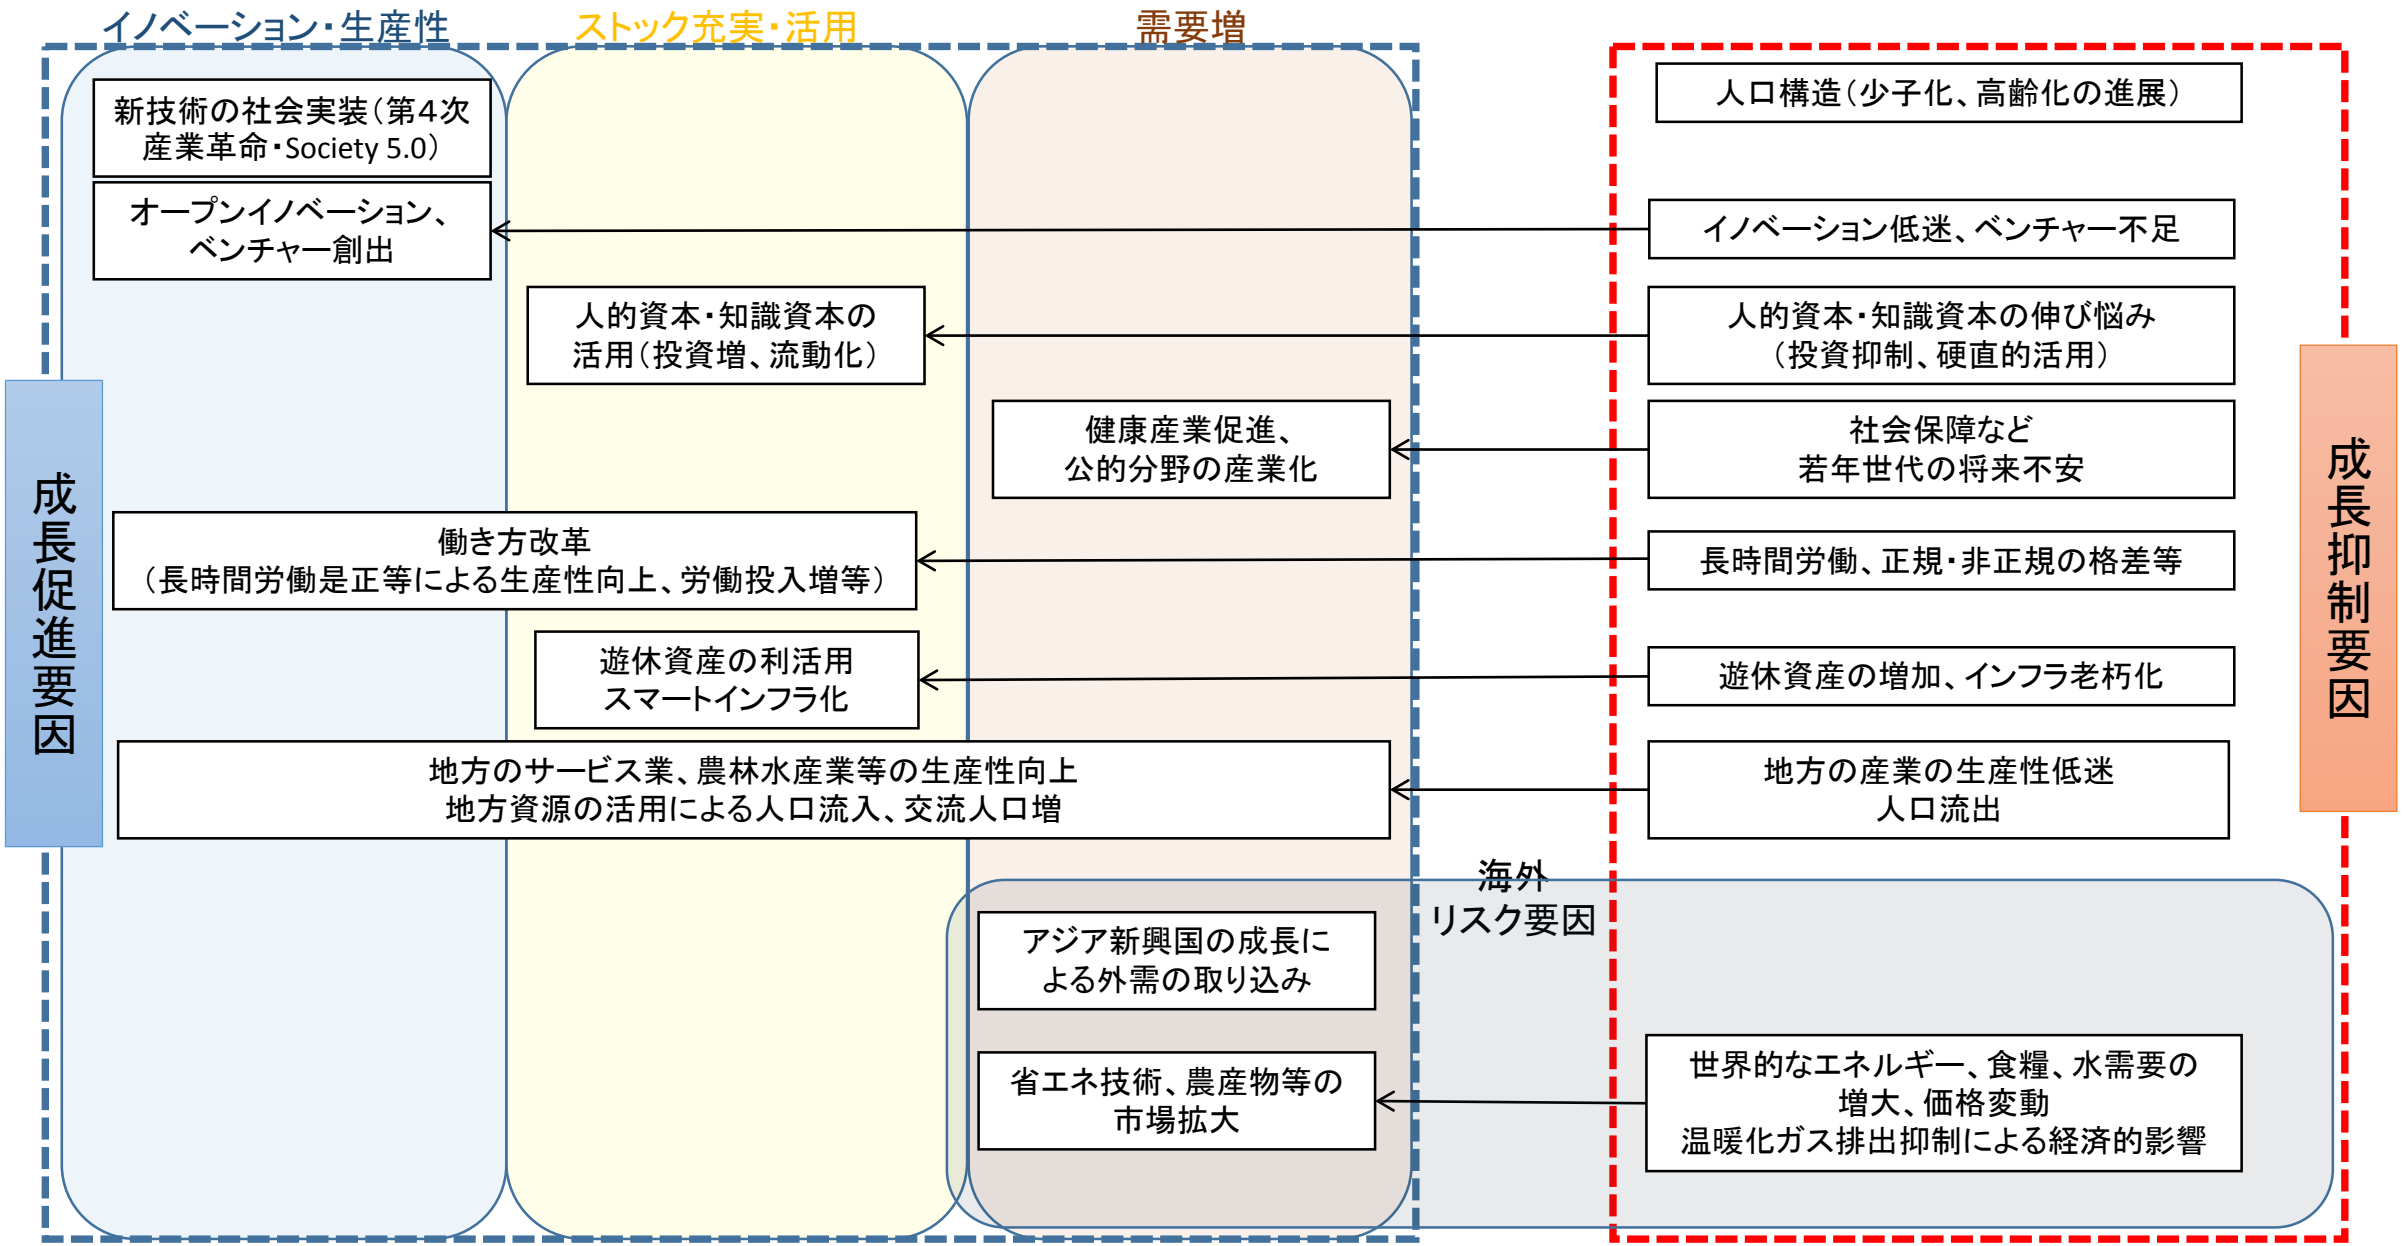 イノベーション・生産性
ストック充実・活用
需要増
新技術の社会実装（第４次
産業革命・Society 5.0）
人口構造（少子化、高齢化の進展）
オープンイノベーション、
ベンチャー創出
イノベーション低迷、ベンチャー不足
人的資本・知識資本の
活用（投資増、流動化）
人的資本・知識資本の伸び悩み
（投資抑制、硬直的活用）
健康産業促進、
公的分野の産業化
社会保障など
若年世代の将来不安
成長促進要因
成長抑制要因
働き方改革
（長時間労働是正等による生産性向上、労働投入増等）
長時間労働、正規・非正規の格差等
遊休資産の利活用
スマートインフラ化
遊休資産の増加、インフラ老朽化
地方のサービス業、農林水産業等の生産性向上
地方資源の活用による人口流入、交流人口増
地方の産業の生産性低迷
人口流出
海外
リスク要因
アジア新興国の成長に
よる外需の取り込み
省エネ技術、農産物等の
市場拡大
世界的なエネルギー、食糧、水需要の
増大、価格変動
温暖化ガス排出抑制による経済的影響